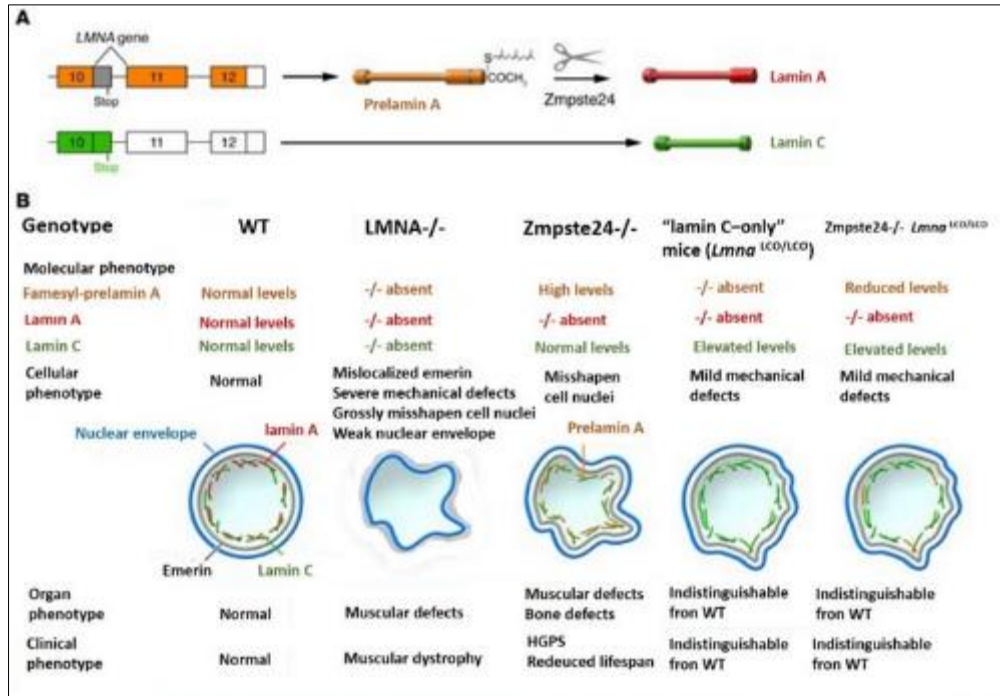 A
LMNA gene
10
11
12
Stop
S
COCH3
Prelamin A
Zmpste24
Lamin A
10
11
12
Stop
Lamin C
B
Genotype WT LMNA-/- Zmpste24-/- "lamin C–only" Zmpste24-/- Lmna LCO/LCO
mice (Lmna LCO/LCO)
Molecular phenotype
Famesyl-prelamin A Normal levels -/- absent High levels -/- absent Reduced levels
Lamin A Normal levels -/- absent -/- absent -/- absent -/- absent
Lamin C Normal levels -/- absent Normal levels Elevated levels Elevated levels
Cellular phenotype
Normal
Mislocalized emerin
Severe mechanical defects
Grossly misshapen cell nuclei
Weak nuclear envelope
Misshapen
cell nuclei
Mild mechanical
defects
Mild mechanical
defects
Nuclear envelope
lamin A
Prelamin A
Emerin
Lamin C
Organ
phenotype
Normal
Muscular defects
Muscular defects
Bone defects
Indistinguishable
fron WT
Indistinguishable
fron WT
Clinical
phenotype
Normal
Muscular dystrophy
HGPS
Redeuced lifespan
Indistinguishable
fron WT
Indistinguishable
fron WT